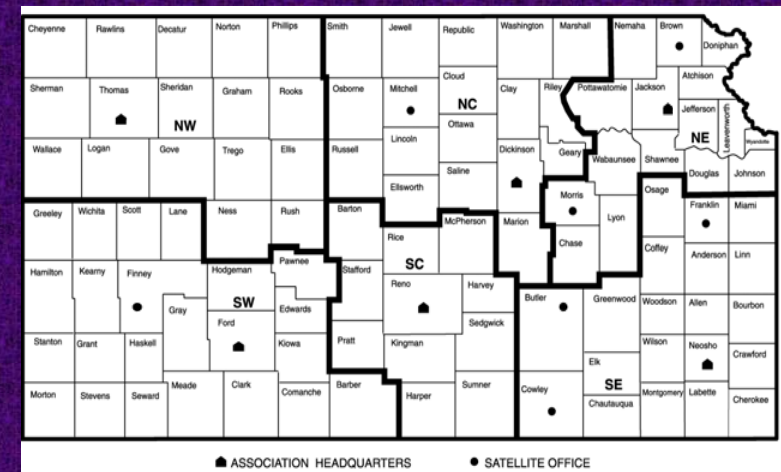 Cheyenne Rawlins Decatur Norton Phillips Smith Jewell Republic Washington Marshall Nemaha Brown
Doniphan
Sherman Thomas Sheridan Graham Rooks Osborne Mitchell Cloud Clay Riley Pottawatomie Jackson Atchison
NW NC Jefferson Leavenworth
Lincoln Ottawa Dickinson Geary Wabaunsee Shawnee NE Wyandotte
Wallace Logan Gove Trego Ellis Russell
Ellsworth Saline Morris Douglas Johnson
Greeley Wichita Scott Lane Ness Rush Barton McPherson Marion Lyon Osage Franklin Miami
Rice Chase
Hamilton Kearny Finney Hodgeman Pawnee Stafford SC Coffey Anderson Linn
SW Reno Harvey
Gray Edwards Butler Greenwood Woodson Allen Bourbon
Ford Sedgwick
Stanton Grant Haskell Kiowa Pratt Kingman Wilson Neosho Crawford
Elk
Morton Stevens Seward Meade Clark Comanche Barber Harper Sumner Cowley SE Montgomery Labette Cherokee
Chautauqua
ASSOCIATION HEADQUARTERS SATELLITE OFFICE